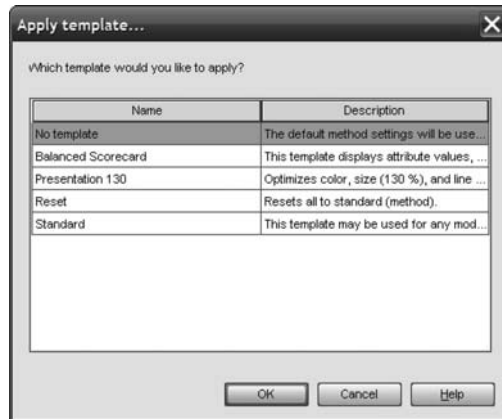 Apply template...
Which template would you like to apply?
Name Description
No template The default method settings will be use...
Balanced Scorecard This template displays attribute values, ...
Presentation 130 Optimizes color, size (130 %), and line ...
Reset Resets all to standard (method).
Standard This template may be used for any mod...
OK Cancel Help